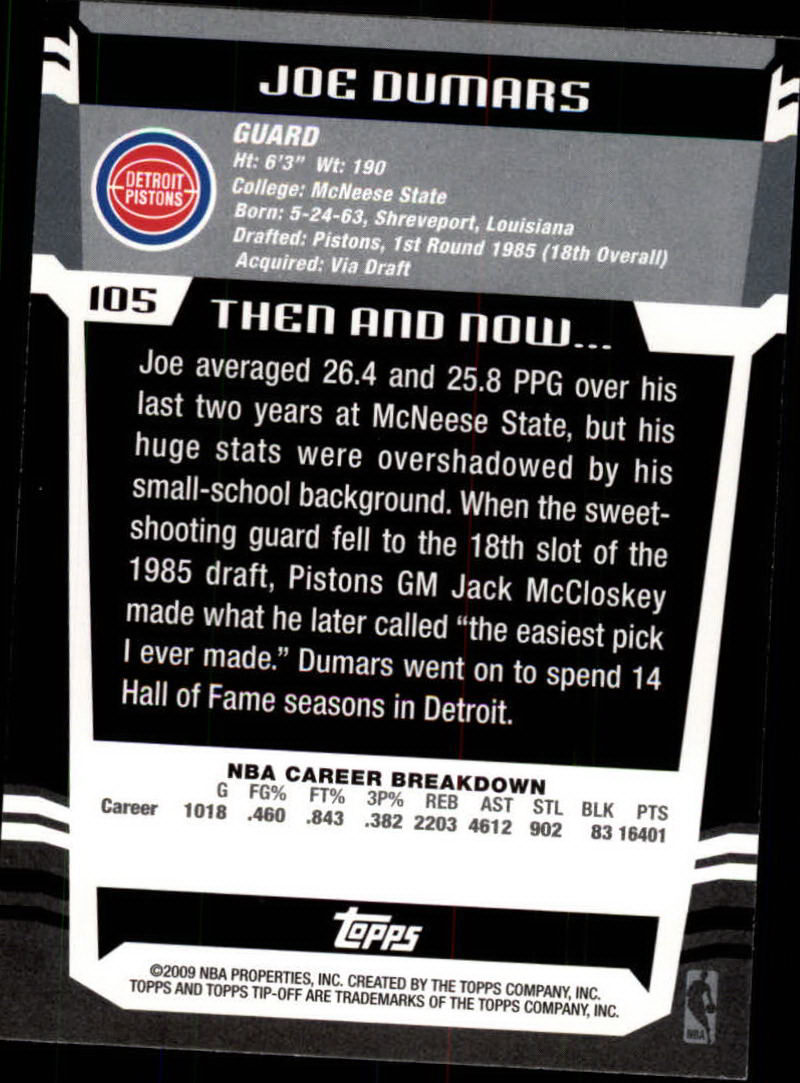 JOE DUMARS
GUARD
Ht: 6'3" Wt: 190
College: McNeese State
Born: 5-24-63, Shreveport, Louisiana
Drafted: Pistons, 1st Round 1985 (18th Overall)
Acquired: Via Draft
DETROIT
PISTONS
105
THEN AND NOW...
Joe averaged 26.4 and 25.8 PPG over his
last two years at McNeese State, but his
huge stats were overshadowed by his
small-school background. When the sweet-
shooting guard fell to the 18th slot of the
1985 draft, Pistons GM Jack McCloskey
made what he later called “the easiest pick
I ever made.” Dumars went on to spend 14
Hall of Fame seasons in Detroit.
NBA CAREER BREAKDOWN
G FG% FT% 3P% REB AST STL BLK PTS
Career 1018 .460 .843 .382 2203 4612 902 83 16401
topps
©2009 NBA PROPERTIES, INC. CREATED BY THE TOPPS COMPANY, INC.
TOPPS AND TOPPS TIP-OFF ARE TRADEMARKS OF THE TOPPS COMPANY, INC.
NBA